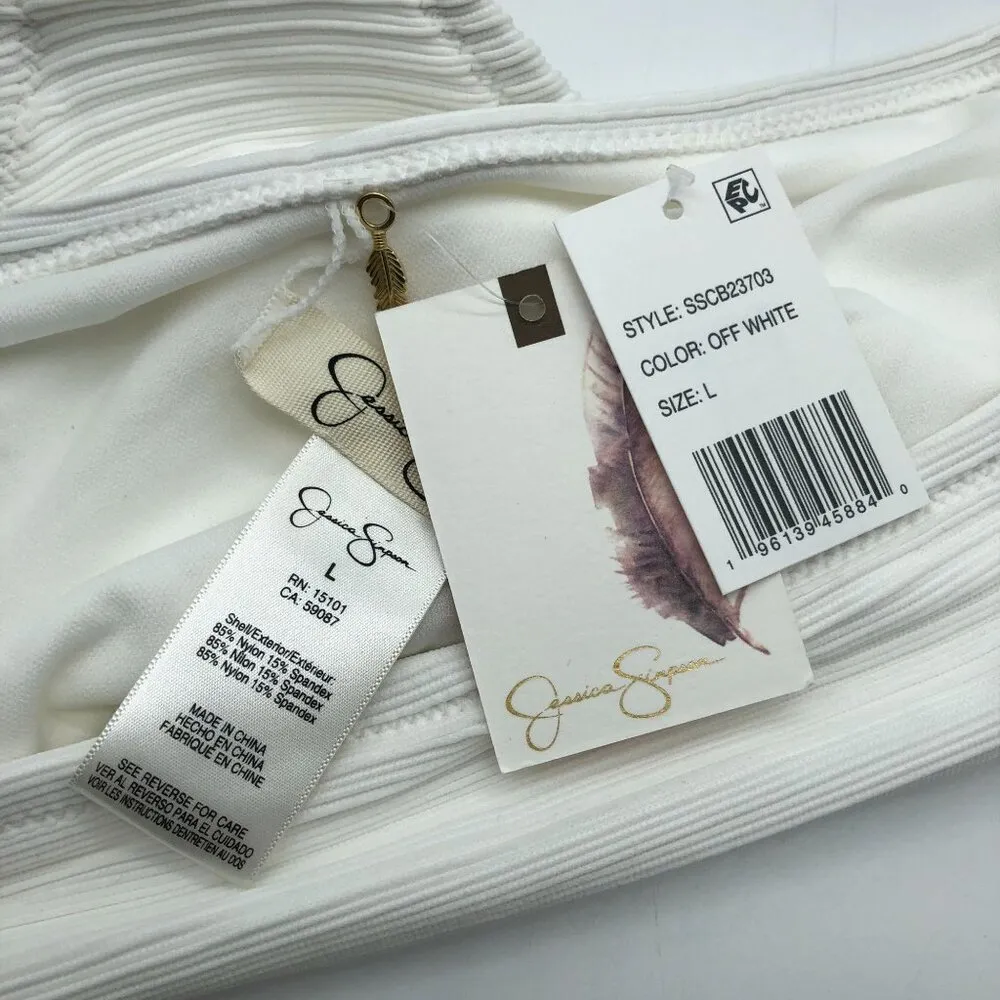 EPC
TM
STYLE: SSCB23703
COLOR: OFF WHITE
SIZE: L
1 96139 45884 0
Jessica
Jessica Simpson
Jessica Simpson
L
RN: 15101
CA: 59087
Shell/Exterior/Extérieur:
85% Nylon 15% Spandex
85% Nilon 15% Spandex
85% Nylon 15% Spandex
MADE IN CHINA
HECHO EN CHINA
FABRIQUE EN CHINE
SEE REVERSE FOR CARE
VER AL REVERSO PARA EL CUIDADO
VOIR LES INSTRUCTIONS D'ENTRETIEN AU DOS